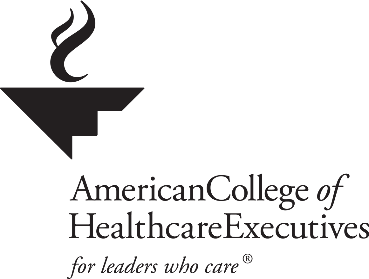 AmericanCollege of
HealthcareExecutives
for leaders who care®